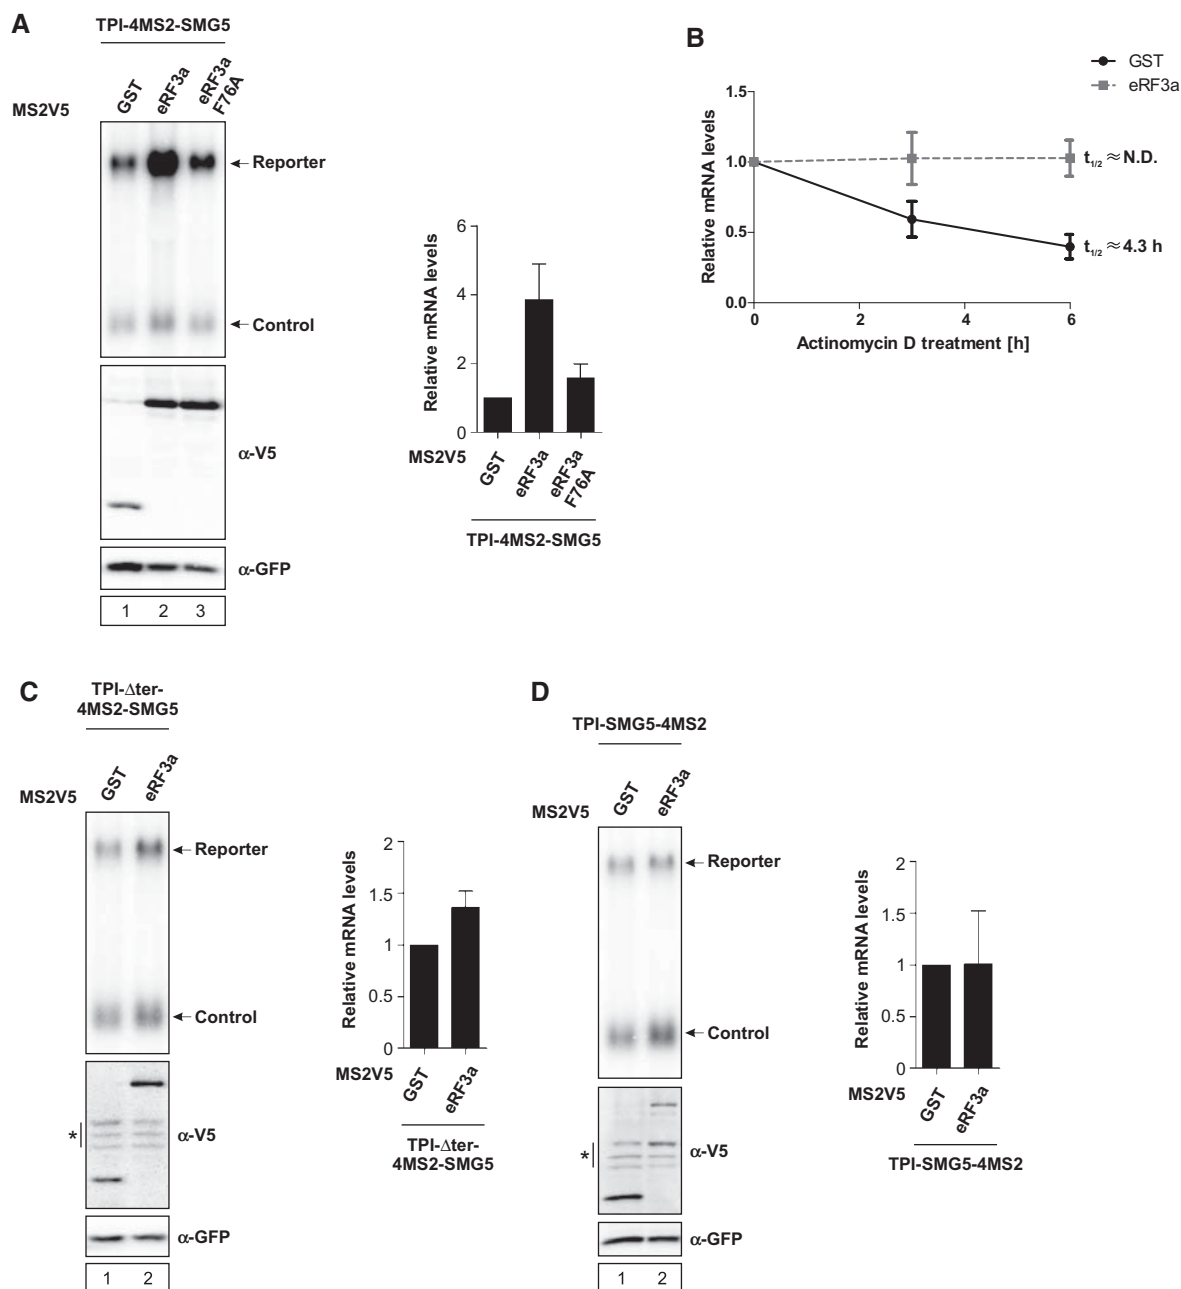 A
TPI-4MS2-SMG5
MS2V5
GST
eRF3a
eRF3a
F76A
Reporter
Control
α-V5
α-GFP
1 2 3
Relative mRNA levels
6
4
2
0
MS2V5
GST
eRF3a
eRF3a
F76A
TPI-4MS2-SMG5
B
GST
eRF3a
Relative mRNA levels
1.5
1.0
0.5
0.0
t1/2 ≈ N.D.
t1/2 ≈ 4.3 h
0 2 4 6
Actinomycin D treatment [h]
C
TPI-Δter-
4MS2-SMG5
MS2V5
GST
eRF3a
Reporter
Control
*
α-V5
α-GFP
1 2
Relative mRNA levels
2
1.5
1
0.5
0
MS2V5
GST
eRF3a
TPI-Δter-
4MS2-SMG5
D
TPI-SMG5-4MS2
MS2V5
GST
eRF3a
Reporter
Control
*
α-V5
α-GFP
1 2
Relative mRNA levels
2
1.5
1
0.5
0
MS2V5
GST
eRF3a
TPI-SMG5-4MS2